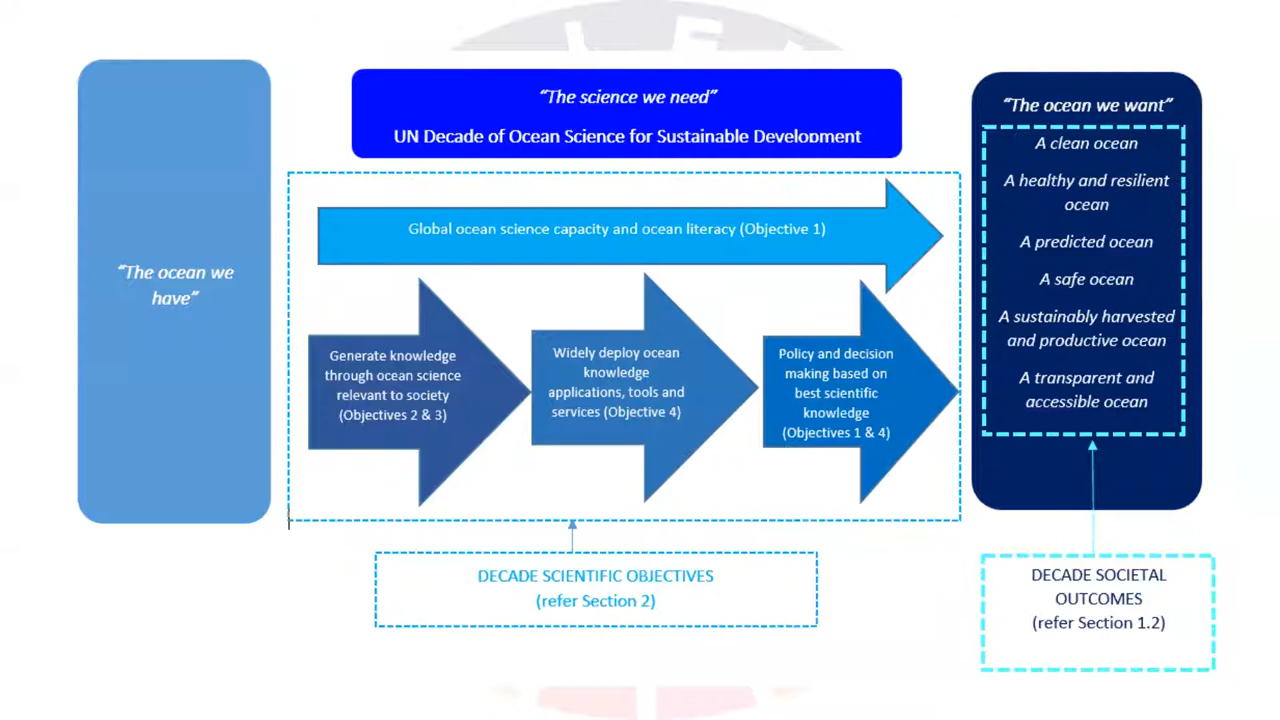 "The ocean we
have"
"The science we need"
UN Decade of Ocean Science for Sustainable Development
Global ocean science capacity and ocean literacy (Objective 1)
Generate knowledge
through ocean science
relevant to society
(Objectives 2 & 3)
Widely deploy ocean
knowledge
applications, tools and
services (Objective 4)
Policy and decision
making based on
best scientific
knowledge
(Objectives 1 & 4)
"The ocean we want"
A clean ocean
A healthy and resilient
ocean
A predicted ocean
A safe ocean
A sustainably harvested
and productive ocean
A transparent and
accessible ocean
DECADE SCIENTIFIC OBJECTIVES
(refer Section 2)
DECADE SOCIETAL
OUTCOMES
(refer Section 1.2)